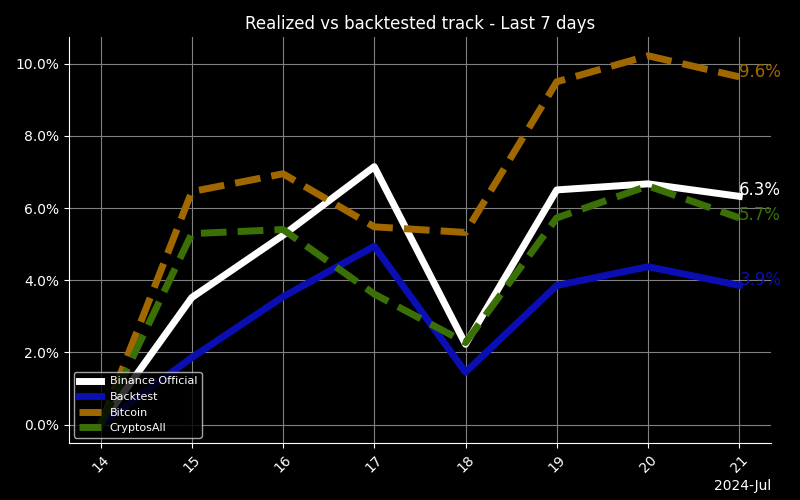 Realized vs backtested track - Last 7 days
10.0%
8.0%
6.0%
4.0%
2.0%
0.0%
9.6%
6.3%
5.7%
3.9%
Binance Official
Backtest
Bitcoin
CryptosAll
14 15 16 17 18 19 20 21
2024-Jul